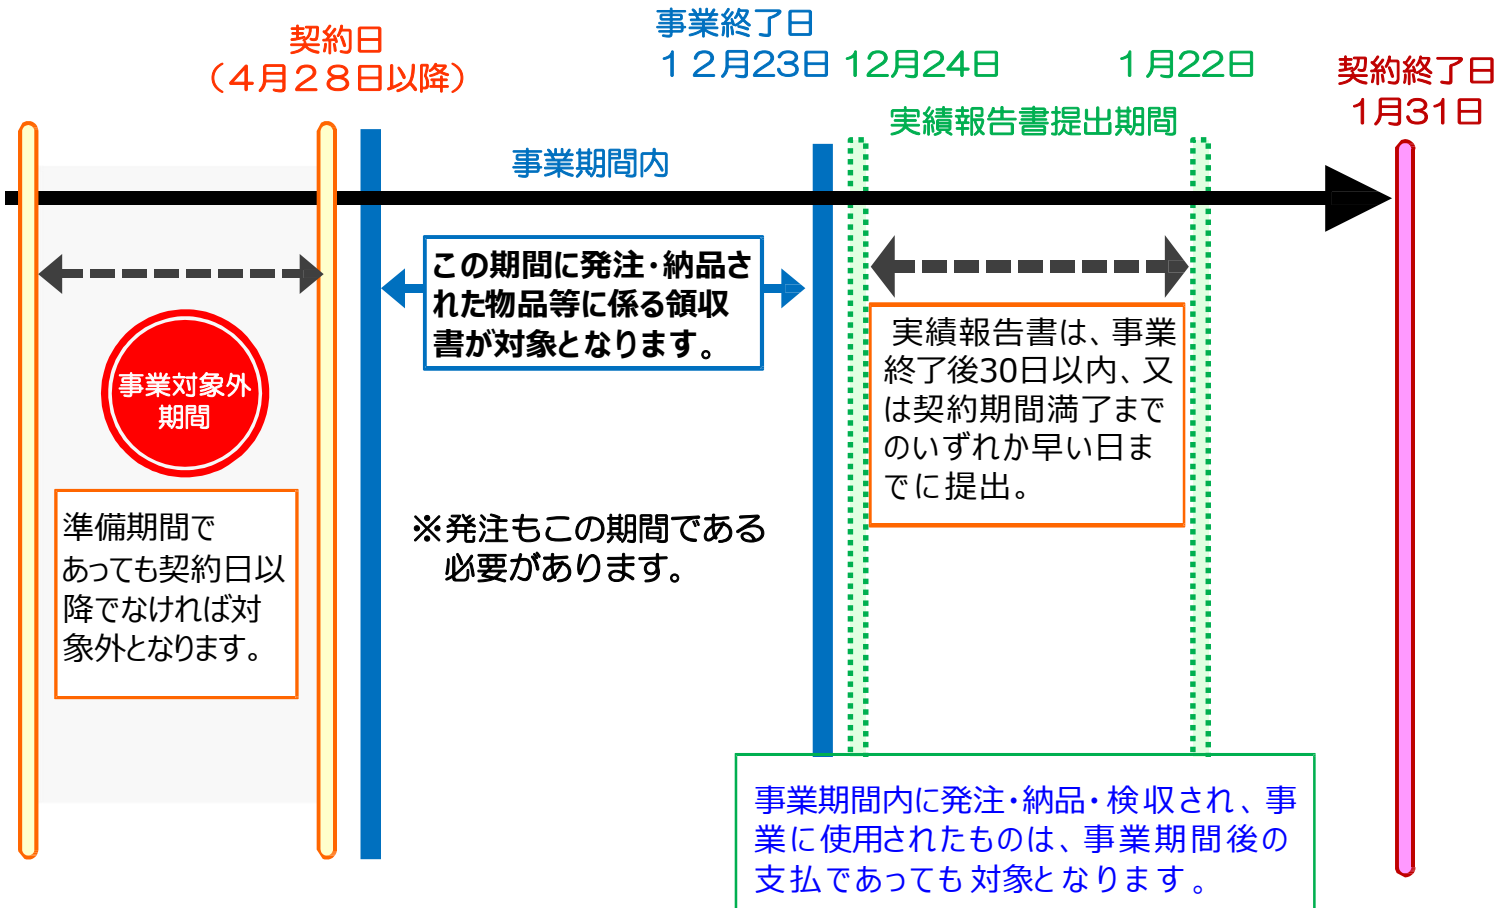 契約日
（４月２８日以降）
事業終了日
１２月23日
12月24日
１月22日
契約終了日
1月31日
実績報告書提出期間
事業期間内
この期間に発注・納品さ
れた物品等に係る領収
書が対象となります。
実績報告書は、事業
終了後30日以内、又
は契約期間満了まで
のいずれか早い日ま
でに提出。
事業対象外
期間
準備期間で
あっても契約日以
降でなければ対
象外となります。
※発注もこの期間である
必要があります。
事業期間内に発注・納品・検収され、事
業に使用されたものは、事業期間後の
支払であっても対象となります。